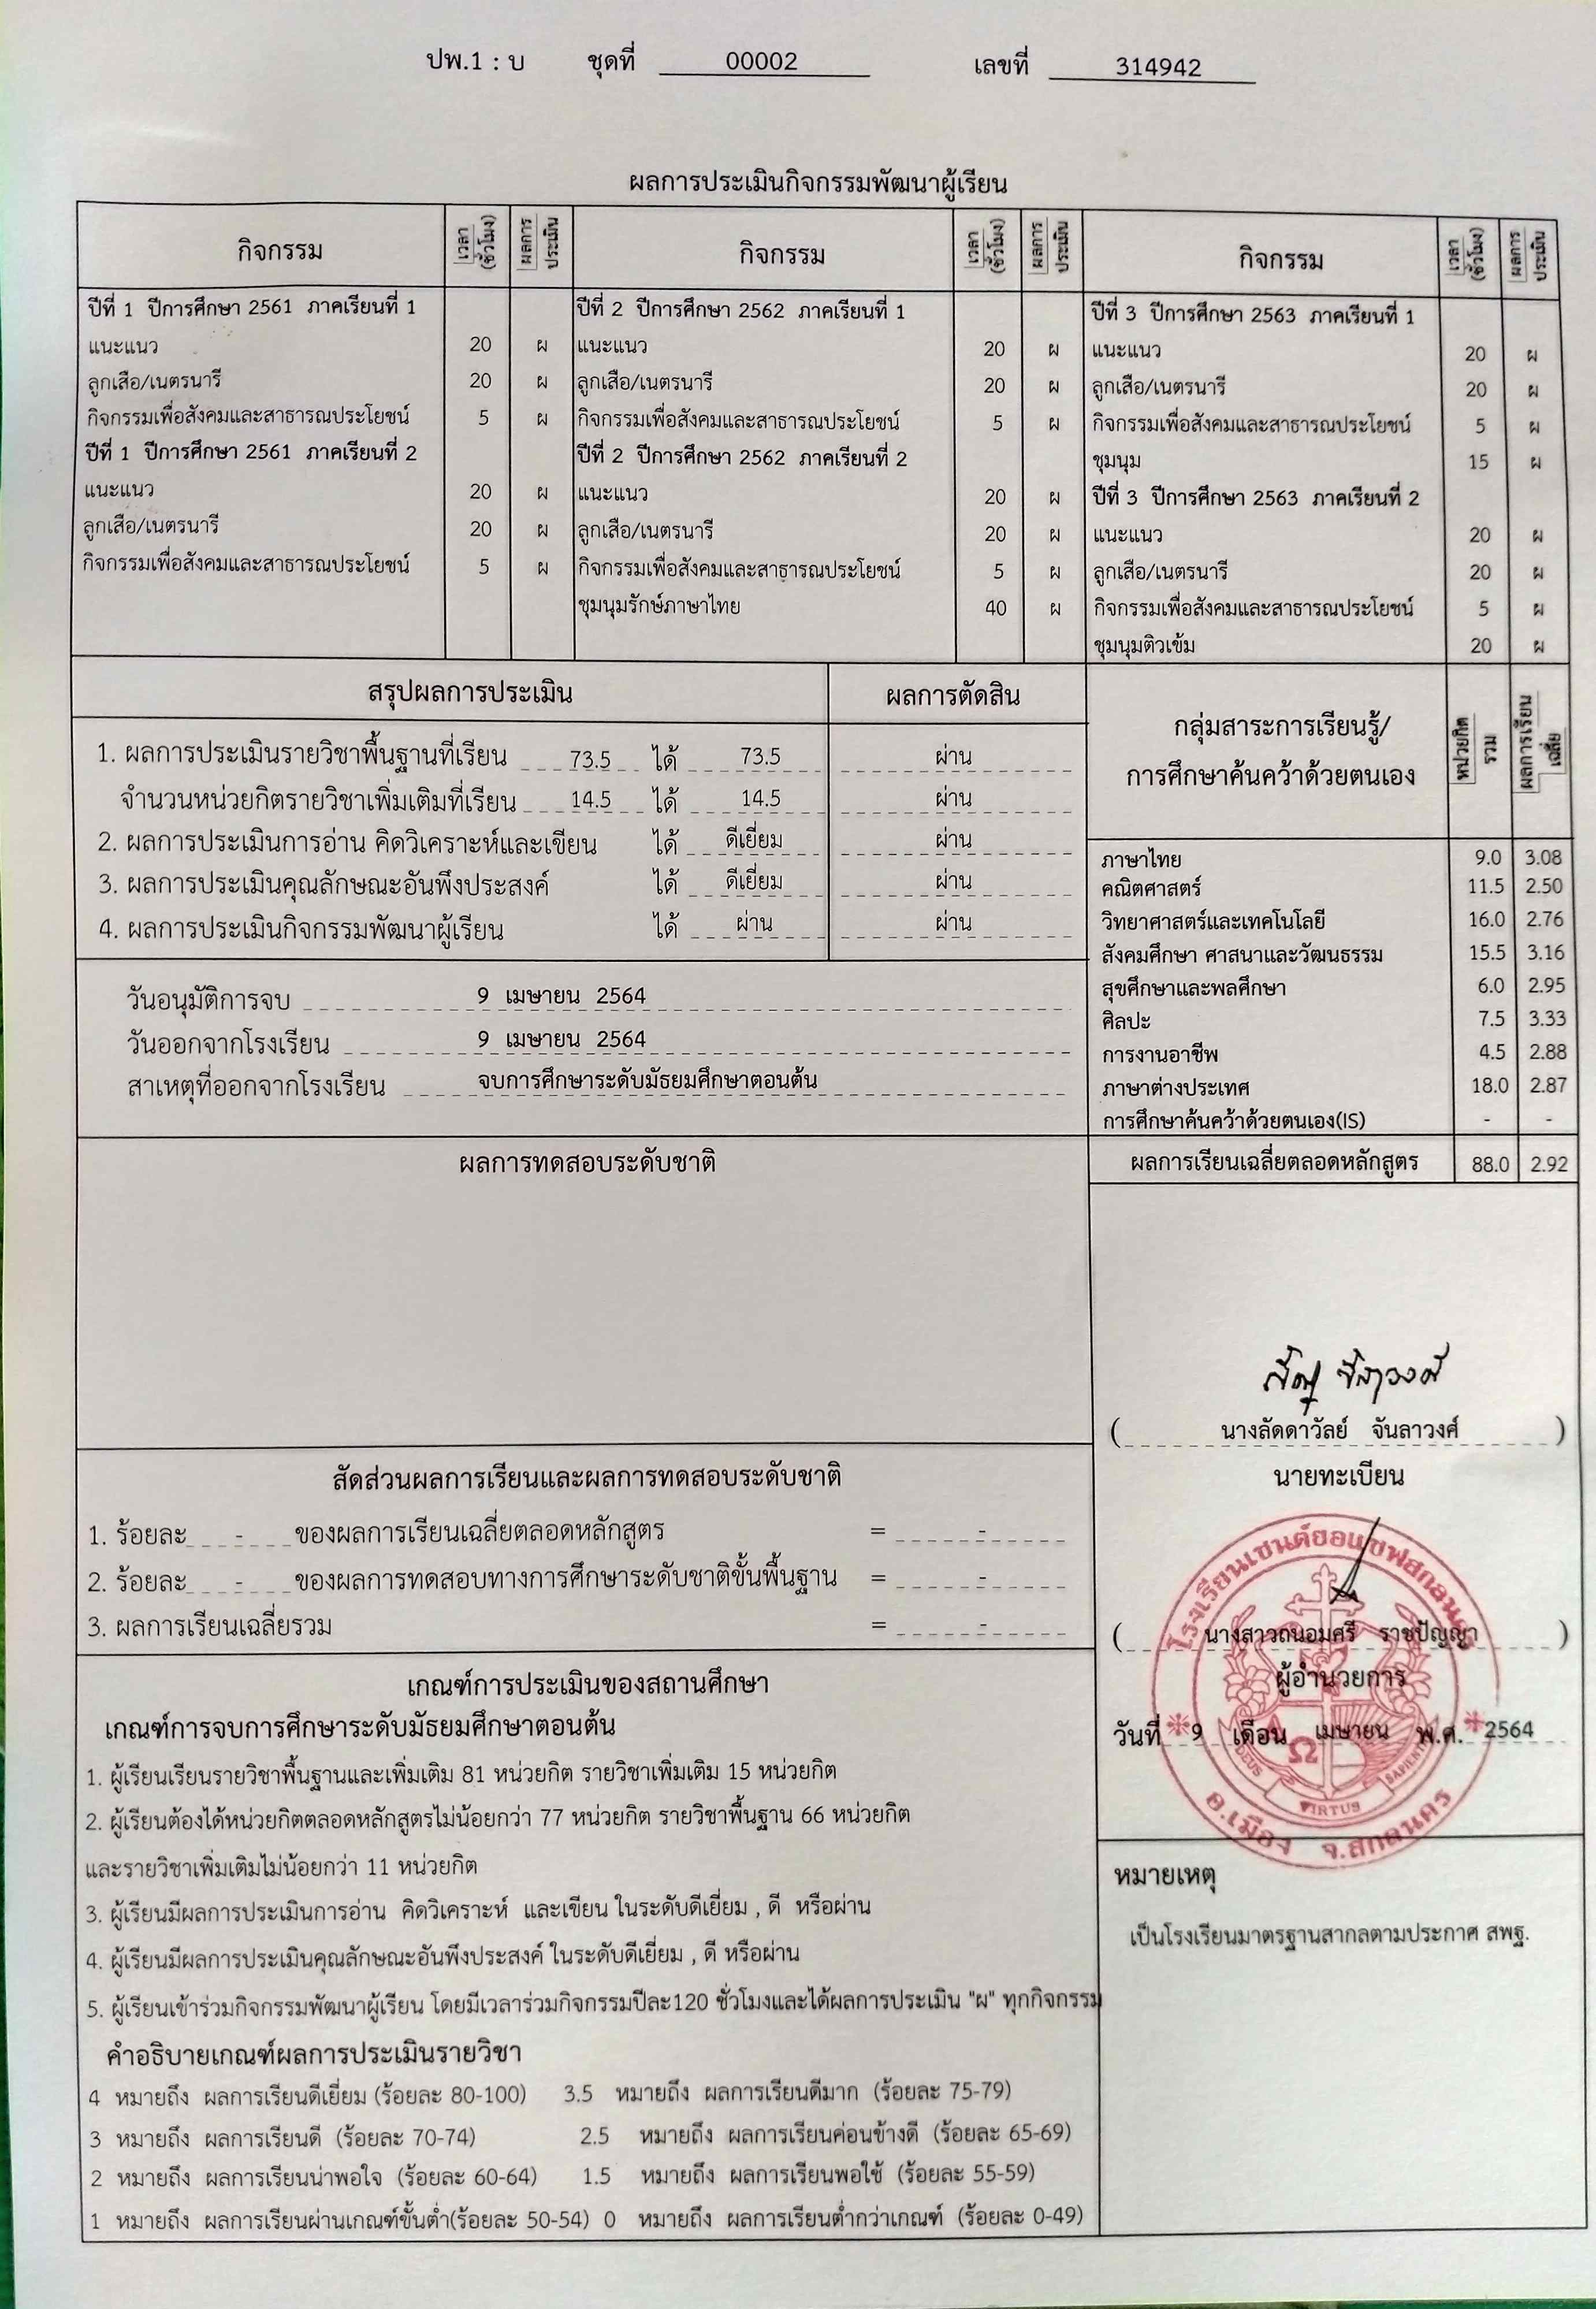 ปพ.1 : บ ชุดที่ 00002 เลขที่ 314942
ผลการประเมินกิจกรรมพัฒนาผู้เรียน
กิจกรรม เวลา (ชั่วโมง) ผลการประเมิน กิจกรรม เวลา (ชั่วโมง) ผลการประเมิน กิจกรรม เวลา (ชั่วโมง) ผลการประเมิน
ปีที่ 1 ปีการศึกษา 2561 ภาคเรียนที่ 1
แนะแนว 20 ผ
ลูกเสือ/เนตรนารี 20 ผ
กิจกรรมเพื่อสังคมและสาธารณประโยชน์ 5 ผ
ปีที่ 1 ปีการศึกษา 2561 ภาคเรียนที่ 2
แนะแนว 20 ผ
ลูกเสือ/เนตรนารี 20 ผ
กิจกรรมเพื่อสังคมและสาธารณประโยชน์ 5 ผ
ปีที่ 2 ปีการศึกษา 2562 ภาคเรียนที่ 1
แนะแนว 20 ผ
ลูกเสือ/เนตรนารี 20 ผ
กิจกรรมเพื่อสังคมและสาธารณประโยชน์ 5 ผ
ปีที่ 2 ปีการศึกษา 2562 ภาคเรียนที่ 2
แนะแนว 20 ผ
ลูกเสือ/เนตรนารี 20 ผ
กิจกรรมเพื่อสังคมและสาธารณประโยชน์ 5 ผ
ชุมนุมรักษ์ภาษาไทย 40 ผ
ปีที่ 3 ปีการศึกษา 2563 ภาคเรียนที่ 1
แนะแนว 20 ผ
ลูกเสือ/เนตรนารี 20 ผ
กิจกรรมเพื่อสังคมและสาธารณประโยชน์ 5 ผ
ชุมนุม 15 ผ
ปีที่ 3 ปีการศึกษา 2563 ภาคเรียนที่ 2
แนะแนว 20 ผ
ลูกเสือ/เนตรนารี 20 ผ
กิจกรรมเพื่อสังคมและสาธารณประโยชน์ 5 ผ
ชุมนุมติวเข้ม 20 ผ
สรุปผลการประเมิน ผลการตัดสิน
1. ผลการประเมินรายวิชาพื้นฐานที่เรียน 73.5 ได้ 73.5 ผ่าน
จำนวนหน่วยกิตรายวิชาเพิ่มเติมที่เรียน 14.5 ได้ 14.5 ผ่าน
2. ผลการประเมินการอ่าน คิดวิเคราะห์และเขียน ได้ ดีเยี่ยม ผ่าน
3. ผลการประเมินคุณลักษณะอันพึงประสงค์ ได้ ดีเยี่ยม ผ่าน
4. ผลการประเมินกิจกรรมพัฒนาผู้เรียน ได้ ผ่าน ผ่าน
วันอนุมัติการจบ 9 เมษายน 2564
วันออกจากโรงเรียน 9 เมษายน 2564
สาเหตุที่ออกจากโรงเรียน จบการศึกษาระดับมัธยมศึกษาตอนต้น
กลุ่มสาระการเรียนรู้/ การศึกษาค้นคว้าด้วยตนเอง หน่วยกิตรวม ผลการเรียนเฉลี่ย
ภาษาไทย 9.0 3.08
คณิตศาสตร์ 11.5 2.50
วิทยาศาสตร์และเทคโนโลยี 16.0 2.76
สังคมศึกษา ศาสนาและวัฒนธรรม 15.5 3.16
สุขศึกษาและพลศึกษา 6.0 2.95
ศิลปะ 7.5 3.33
การงานอาชีพ 4.5 2.88
ภาษาต่างประเทศ 18.0 2.87
การศึกษาค้นคว้าด้วยตนเอง(IS) - -
ผลการเรียนเฉลี่ยตลอดหลักสูตร 88.0 2.92
ผลการทดสอบระดับชาติ
สัดส่วนผลการเรียนและผลการทดสอบระดับชาติ
1. ร้อยละ - ของผลการเรียนเฉลี่ยตลอดหลักสูตร = -
2. ร้อยละ - ของผลการทดสอบทางการศึกษาระดับชาติขั้นพื้นฐาน = -
3. ผลการเรียนเฉลี่ยรวม = -
( นางลัดดาวัลย์ จันลาวงศ์ )
นายทะเบียน
โรงเรียนเซนต์ยอแซฟสกลนคร
( นางสาวถนอมศรี ราชปัญญา )
ผู้อำนวยการ
วันที่ 9 เดือน เมษายน พ.ศ. 2564
Ω
VIRTUS
อ.เมือง จ.สกลนคร
เกณฑ์การประเมินของสถานศึกษา
เกณฑ์การจบการศึกษาระดับมัธยมศึกษาตอนต้น
1. ผู้เรียนเรียนรายวิชาพื้นฐานและเพิ่มเติม 81 หน่วยกิต รายวิชาเพิ่มเติม 15 หน่วยกิต
2. ผู้เรียนต้องได้หน่วยกิตตลอดหลักสูตรไม่น้อยกว่า 77 หน่วยกิต รายวิชาพื้นฐาน 66 หน่วยกิต
และรายวิชาเพิ่มเติมไม่น้อยกว่า 11 หน่วยกิต
3. ผู้เรียนมีผลการประเมินการอ่าน คิดวิเคราะห์ และเขียน ในระดับดีเยี่ยม , ดี หรือผ่าน
4. ผู้เรียนมีผลการประเมินคุณลักษณะอันพึงประสงค์ ในระดับดีเยี่ยม , ดี หรือผ่าน
5. ผู้เรียนเข้าร่วมกิจกรรมพัฒนาผู้เรียน โดยมีเวลาร่วมกิจกรรมปีละ120 ชั่วโมงและได้ผลการประเมิน "ผ" ทุกกิจกรรม
คำอธิบายเกณฑ์ผลการประเมินรายวิชา
4 หมายถึง ผลการเรียนดีเยี่ยม (ร้อยละ 80-100) 3.5 หมายถึง ผลการเรียนดีมาก (ร้อยละ 75-79)
3 หมายถึง ผลการเรียนดี (ร้อยละ 70-74) 2.5 หมายถึง ผลการเรียนค่อนข้างดี (ร้อยละ 65-69)
2 หมายถึง ผลการเรียนน่าพอใจ (ร้อยละ 60-64) 1.5 หมายถึง ผลการเรียนพอใช้ (ร้อยละ 55-59)
1 หมายถึง ผลการเรียนผ่านเกณฑ์ขั้นต่ำ(ร้อยละ 50-54) 0 หมายถึง ผลการเรียนต่ำกว่าเกณฑ์ (ร้อยละ 0-49)
หมายเหตุ
เป็นโรงเรียนมาตรฐานสากลตามประกาศ สพฐ.